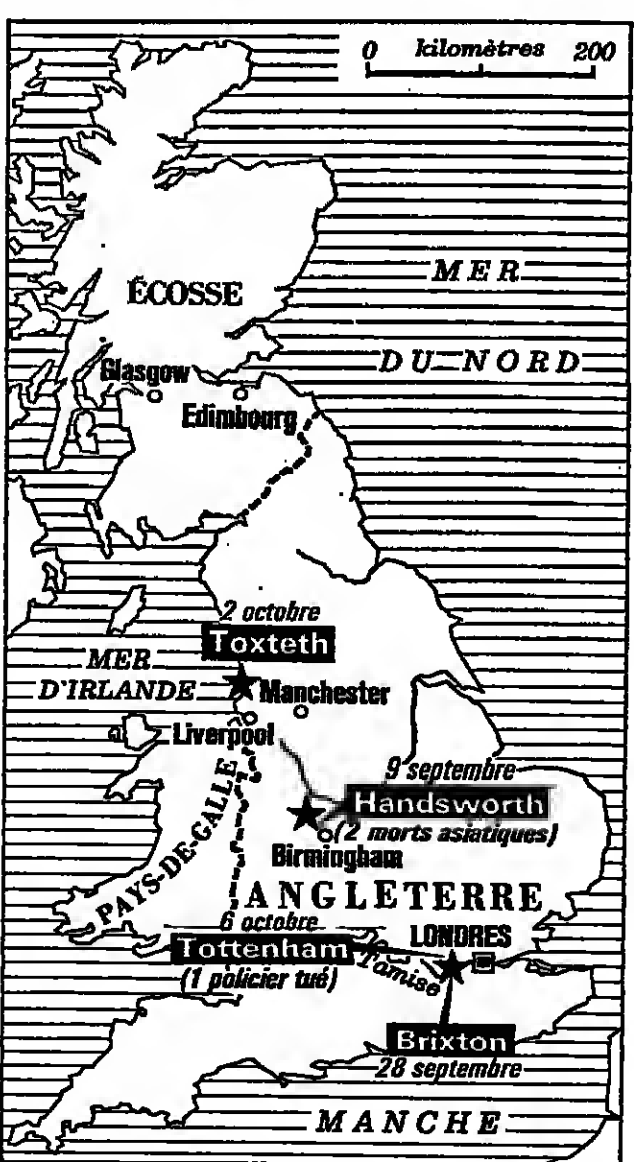 0 kilomètres 200
ÉCOSSE
MER
DU NORD
Glasgow
Edimbourg
2 octobre
Toxteth
MER
D'IRLANDE
Manchester
Liverpool
9 septembre
Handsworth
(2 morts asiatiques)
Birmingham
PAYS-DE-GALLE
ANGLETERRE
6 octobre
Tottenham
(1 policier tué)
LONDRES
Tamise
Brixton
28 septembre
MANCHE